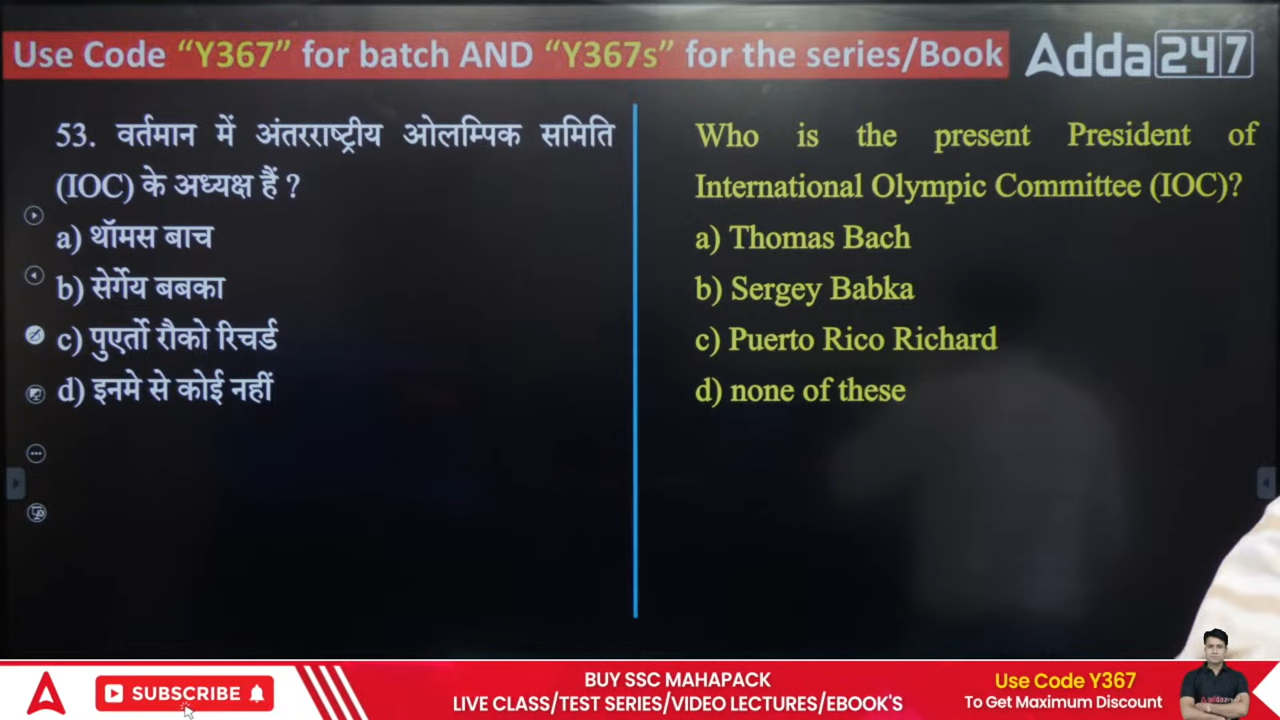 Use Code “Y367” for batch AND “Y367s” for the series/Book
Adda247
53. वर्तमान में अंतरराष्ट्रीय ओलम्पिक समिति
(IOC) के अध्यक्ष हैं ?
a) थॉमस बाच
b) सेर्गेय बबका
c) पुएर्तो रौको रिचर्ड
d) इनमे से कोई नहीं
Who is the present President of
International Olympic Committee (IOC)?
a) Thomas Bach
b) Sergey Babka
c) Puerto Rico Richard
d) none of these
SUBSCRIBE
BUY SSC MAHAPACK
LIVE CLASS/TEST SERIES/VIDEO LECTURES/EBOOK'S
Use Code Y367
To Get Maximum Discount